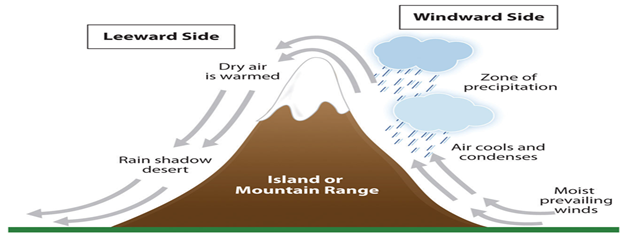 Leeward Side
Windward Side
Dry air
is warmed
Zone of
precipitation
Rain shadow
desert
Air cools and
condenses
Island or
Mountain Range
Moist
prevailing
winds